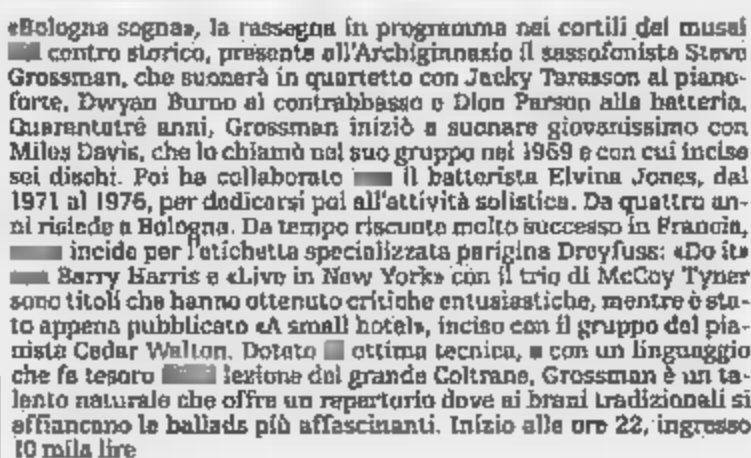 «Bologna sogna», la rassegna in programma nei cortili dei musei
centro storico, presenta all'Archiginnasio il sassofonista Steve
Grossman, che suonerà in quartetto con Jacky Terasson al piano-
forte, Dwyan Burno al contrabbasso e Dion Parson alla batteria.
Quarantatrè anni, Grossman iniziò a suonare giovanissimo con
Miles Davis, che lo chiamò nel suo gruppo nel 1969 e con cui incise
sei dischi. Poi ha collaborato il batterista Elvina Jones, dal
1971 al 1976, per dedicarsi poi all'attività solistica. Da quattro an-
ni risiede a Bologna. Da tempo riscuote molto successo in Francia,
incide per l'etichetta specializzata parigina Dreyfuss: «Do it»
Barry Harris e «Live in New York» con il trio di McCoy Tyner
sono titoli che hanno ottenuto critiche entusiastiche, mentre è sta-
to appena pubblicato «A small hotel», inciso con il gruppo del pia-
nista Cedar Walton. Dotato ottima tecnica, e con un linguaggio
che fa tesoro lezione del grande Coltrane, Grossman è un ta-
lento naturale che offre un repertorio dove ai brani tradizionali si
affiancano le ballads più affascinanti. Inizio alle ore 22, ingresso
10 mila lire